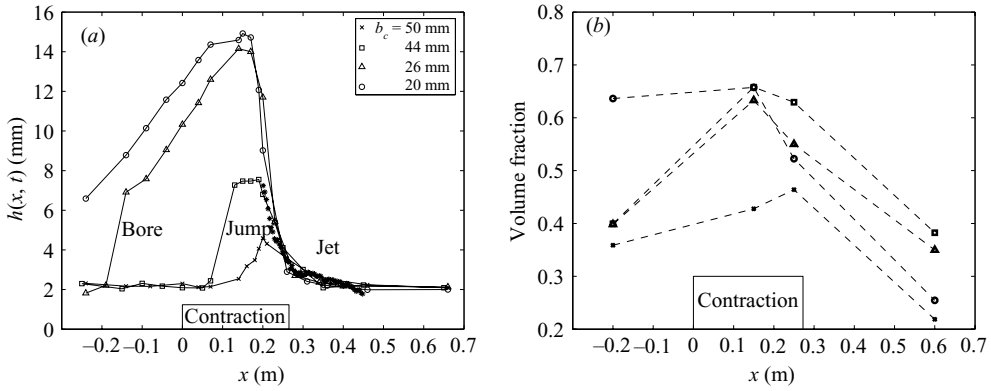 (a)
b_c = 50 mm
44 mm
26 mm
20 mm
16
14
12
10
8
6
4
2
0
h(x, t) (mm)
Bore
Jump
Jet
Contraction
−0.2 −0.1 0 0.1 0.2 0.3 0.4 0.5 0.6 0.7
x (m)
(b)
0.8
0.7
0.6
0.5
0.4
0.3
0.2
Volume fraction
Contraction
−0.2 −0.1 0 0.1 0.2 0.3 0.4 0.5 0.6 0.7
x (m)